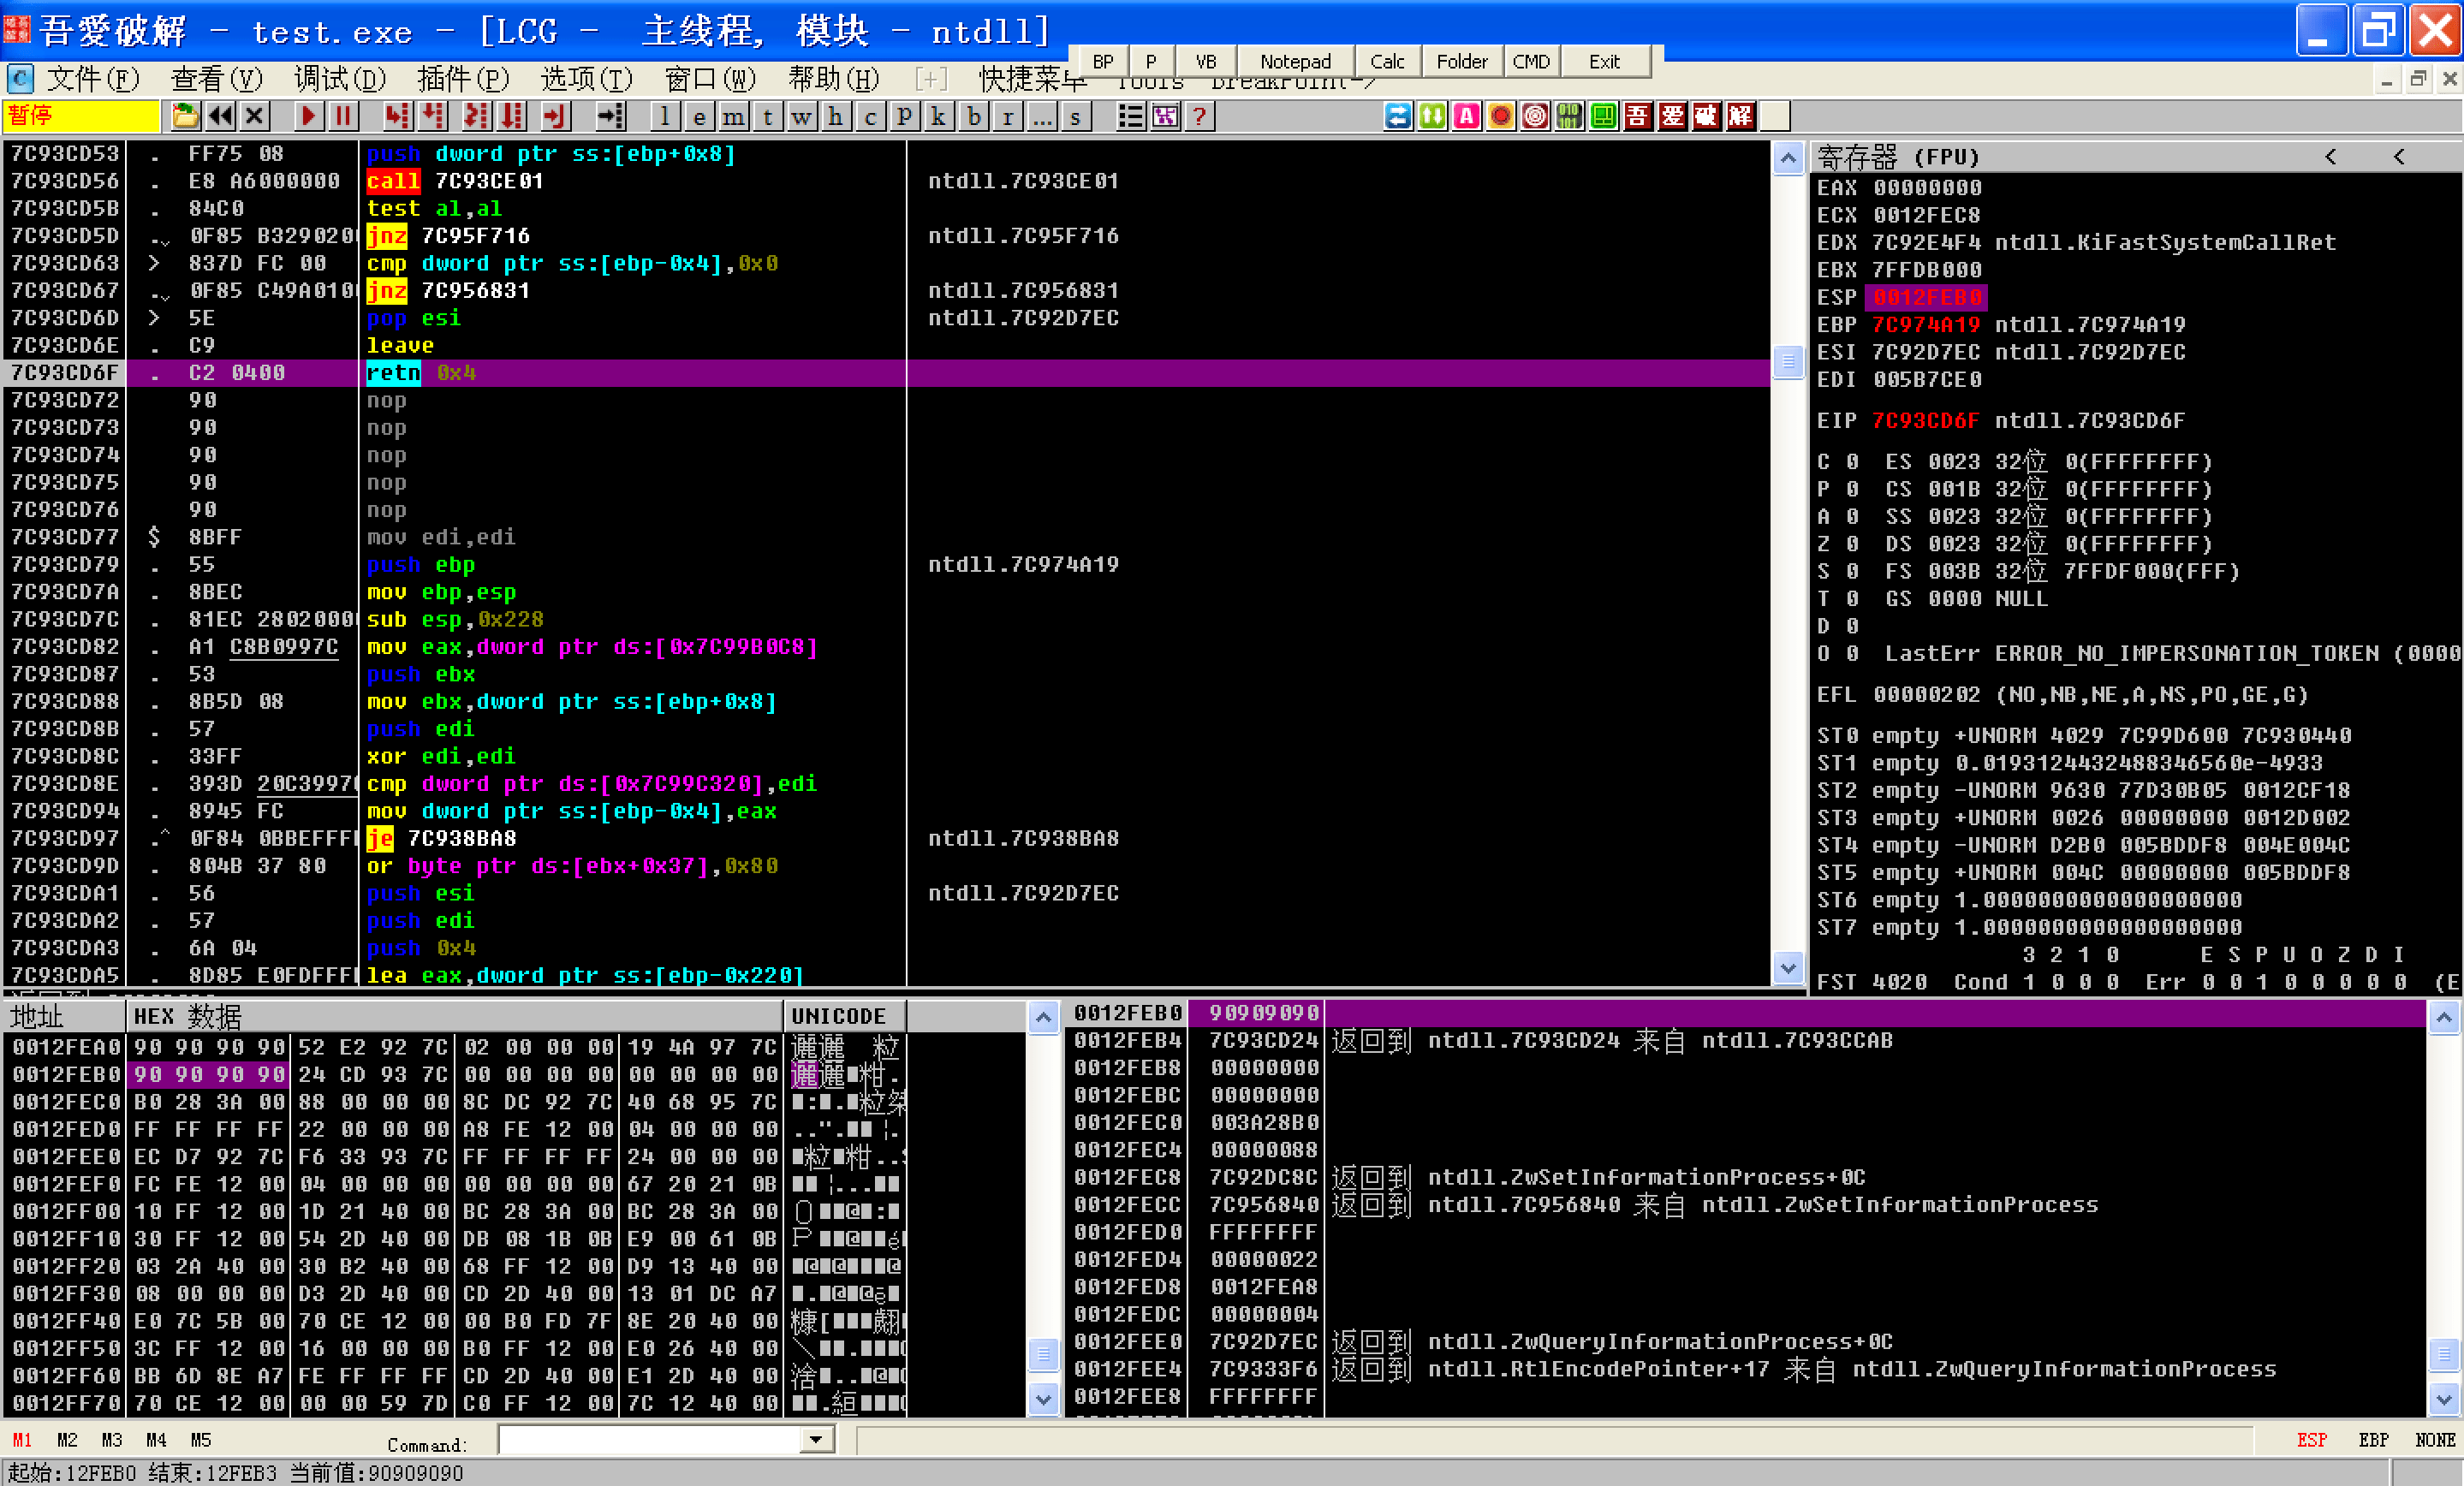 吾愛破解 - test.exe - [LCG - 主线程, 模块 - ntdll]
BP P VB Notepad Calc Folder CMD Exit
文件(F) 查看(V) 调试(D) 插件(P) 选项(T) 窗口(W) 帮助(H) [+] 快捷菜单 Tools BreakPoint->
暂停 l e m t w h c p k b r ... s ? 吾 爱 破 解
7C93CD53 . FF75 08 push dword ptr ss:[ebp+0x8]
7C93CD56 . E8 A6000000 call 7C93CE01 ntdll.7C93CE01
7C93CD5B . 84C0 test al,al
7C93CD5D . 0F85 B329020 jnz 7C95F716 ntdll.7C95F716
7C93CD63 > 837D FC 00 cmp dword ptr ss:[ebp-0x4],0x0
7C93CD67 . 0F85 C49A010 jnz 7C956831 ntdll.7C956831
7C93CD6D > 5E pop esi ntdll.7C92D7EC
7C93CD6E . C9 leave
7C93CD6F . C2 0400 retn 0x4
7C93CD72 90 nop
7C93CD73 90 nop
7C93CD74 90 nop
7C93CD75 90 nop
7C93CD76 90 nop
7C93CD77 $ 8BFF mov edi,edi
7C93CD79 . 55 push ebp ntdll.7C974A19
7C93CD7A . 8BEC mov ebp,esp
7C93CD7C . 81EC 2802000 sub esp,0x228
7C93CD82 . A1 C8B0997C mov eax,dword ptr ds:[0x7C99B0C8]
7C93CD87 . 53 push ebx
7C93CD88 . 8B5D 08 mov ebx,dword ptr ss:[ebp+0x8]
7C93CD8B . 57 push edi
7C93CD8C . 33FF xor edi,edi
7C93CD8E . 393D 20C3997 cmp dword ptr ds:[0x7C99C320],edi
7C93CD94 . 8945 FC mov dword ptr ss:[ebp-0x4],eax
7C93CD97 .^ 0F84 0BBEFFF je 7C938BA8 ntdll.7C938BA8
7C93CD9D . 804B 37 80 or byte ptr ds:[ebx+0x37],0x80
7C93CDA1 . 56 push esi ntdll.7C92D7EC
7C93CDA2 . 57 push edi
7C93CDA3 . 6A 04 push 0x4
7C93CDA5 . 8D85 E0FDFFF lea eax,dword ptr ss:[ebp-0x220]
寄存器 (FPU) < <
EAX 00000000
ECX 0012FEC8
EDX 7C92E4F4 ntdll.KiFastSystemCallRet
EBX 7FFDB000
ESP 0012FEB0
EBP 7C974A19 ntdll.7C974A19
ESI 7C92D7EC ntdll.7C92D7EC
EDI 005B7CE0
EIP 7C93CD6F ntdll.7C93CD6F
C 0 ES 0023 32位 0(FFFFFFFF)
P 0 CS 001B 32位 0(FFFFFFFF)
A 0 SS 0023 32位 0(FFFFFFFF)
Z 0 DS 0023 32位 0(FFFFFFFF)
S 0 FS 003B 32位 7FFDF000(FFF)
T 0 GS 0000 NULL
D 0
O 0 LastErr ERROR_NO_IMPERSONATION_TOKEN (0000
EFL 00000202 (NO,NB,NE,A,NS,PO,GE,G)
ST0 empty +UNORM 4029 7C99D600 7C930440
ST1 empty 0.0193124432488346560e-4933
ST2 empty -UNORM 9630 77D30B05 0012CF18
ST3 empty +UNORM 0026 00000000 0012D002
ST4 empty -UNORM D2B0 005BDDF8 004E004C
ST5 empty +UNORM 004C 00000000 005BDDF8
ST6 empty 1.0000000000000000000
ST7 empty 1.0000000000000000000
3 2 1 0 E S P U O Z D I
FST 4020 Cond 1 0 0 0 Err 0 0 1 0 0 0 0 0 (E
地址 HEX 数据 UNICODE
0012FEA0 90 90 90 90 52 E2 92 7C 02 00 00 00 19 4A 97 7C
0012FEB0 90 90 90 90 24 CD 93 7C 00 00 00 00 00 00 00 00
0012FEC0 B0 28 3A 00 88 00 00 00 8C DC 92 7C 40 68 95 7C
0012FED0 FF FF FF FF 22 00 00 00 A8 FE 12 00 04 00 00 00
0012FEE0 EC D7 92 7C F6 33 93 7C FF FF FF FF 24 00 00 00
0012FEF0 FC FE 12 00 04 00 00 00 00 00 00 00 67 20 21 0B
0012FF00 10 FF 12 00 1D 21 40 00 BC 28 3A 00 BC 28 3A 00
0012FF10 30 FF 12 00 54 2D 40 00 DB 08 1B 0B E9 00 61 0B
0012FF20 03 2A 40 00 30 B2 40 00 68 FF 12 00 D9 13 40 00
0012FF30 08 00 00 00 D3 2D 40 00 CD 2D 40 00 13 01 DC A7
0012FF40 E0 7C 5B 00 70 CE 12 00 00 B0 FD 7F 8E 20 40 00
0012FF50 3C FF 12 00 16 00 00 00 B0 FF 12 00 E0 26 40 00
0012FF60 BB 6D 8E A7 FE FF FF FF CD 2D 40 00 E1 2D 40 00
0012FF70 70 CE 12 00 00 00 59 7D C0 FF 12 00 7C 12 40 00
0012FEB0 90909090
0012FEB4 7C93CD24 返回到 ntdll.7C93CD24 来自 ntdll.7C93CCAB
0012FEB8 00000000
0012FEBC 00000000
0012FEC0 003A28B0
0012FEC4 00000088
0012FEC8 7C92DC8C 返回到 ntdll.ZwSetInformationProcess+0C
0012FECC 7C956840 返回到 ntdll.7C956840 来自 ntdll.ZwSetInformationProcess
0012FED0 FFFFFFFF
0012FED4 00000022
0012FED8 0012FEA8
0012FEDC 00000004
0012FEE0 7C92D7EC 返回到 ntdll.ZwQueryInformationProcess+0C
0012FEE4 7C9333F6 返回到 ntdll.RtlEncodePointer+17 来自 ntdll.ZwQueryInformationProcess
0012FEE8 FFFFFFFF
M1 M2 M3 M4 M5 Command: ESP EBP NONE
起始:12FEB0 结束:12FEB3 当前值:90909090